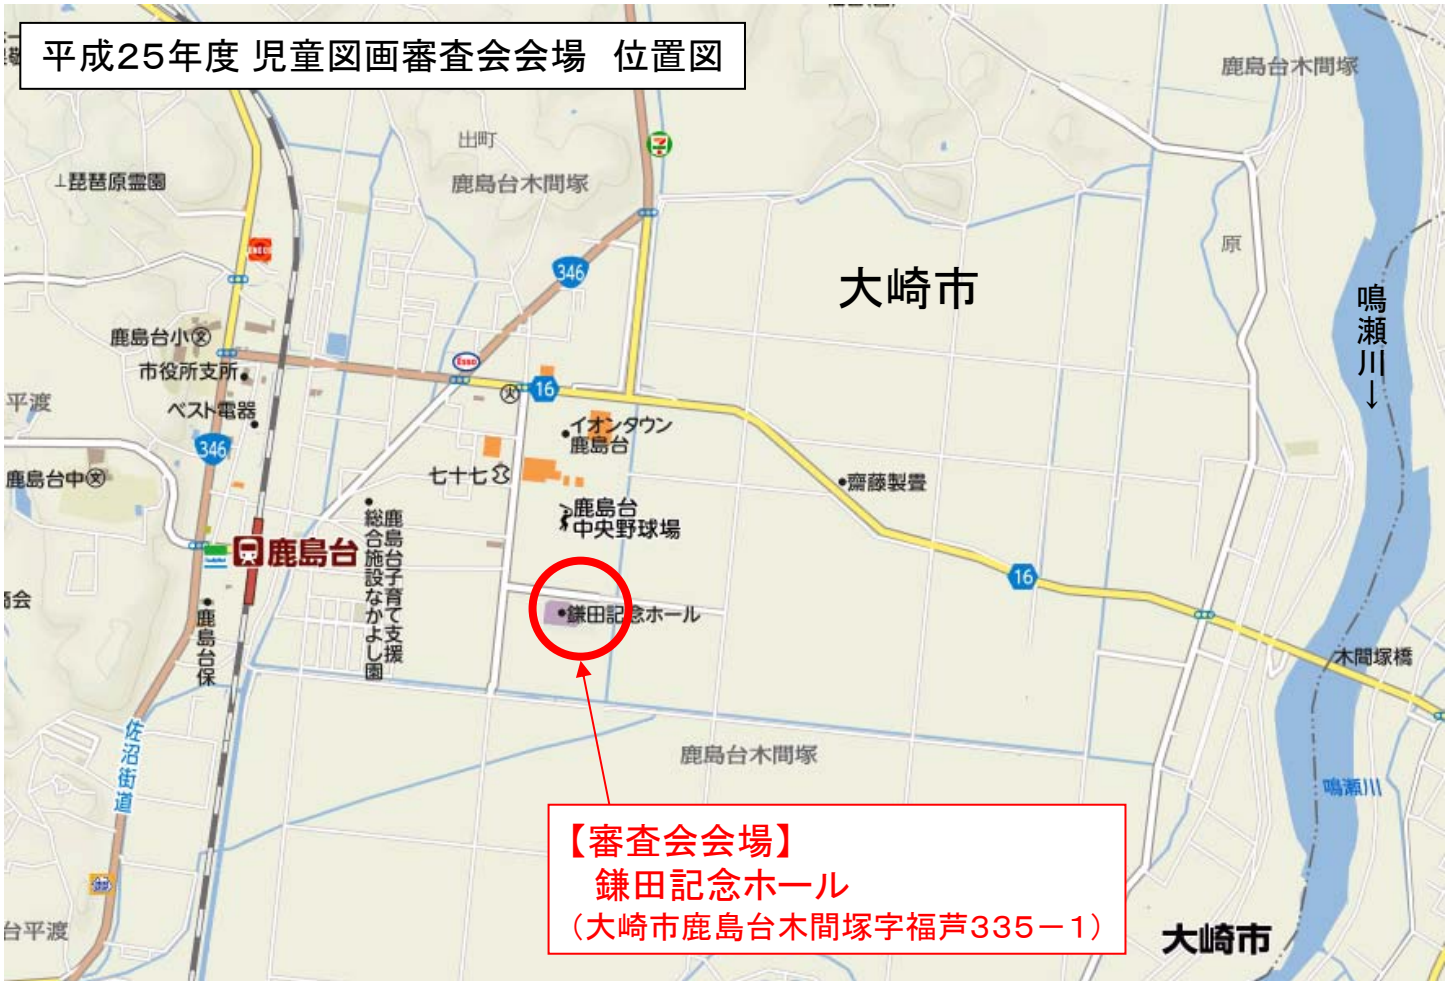 平成25年度 児童図画審査会会場 位置図
鹿島台木間塚
出町
鹿島台木間塚
⊥琵琶原霊園
ENEOS
原
346
大崎市
鳴瀬川↓
鹿島台小
文
市役所支所
Esso
火
16
平渡
ベスト電器
イオンタウン
鹿島台
346
鹿島台中
文
七十七
齋藤製畳
鹿島台
中央野球場
鹿島台子育て支援
総合施設なかよし園
鹿島台
16
鎌田記念ホール
鹿島台保
木間塚橋
佐沼街道
鹿島台木間塚
鳴瀬川
【審査会会場】
鎌田記念ホール
（大崎市鹿島台木間塚字福芦335－1）
台平渡
大崎市